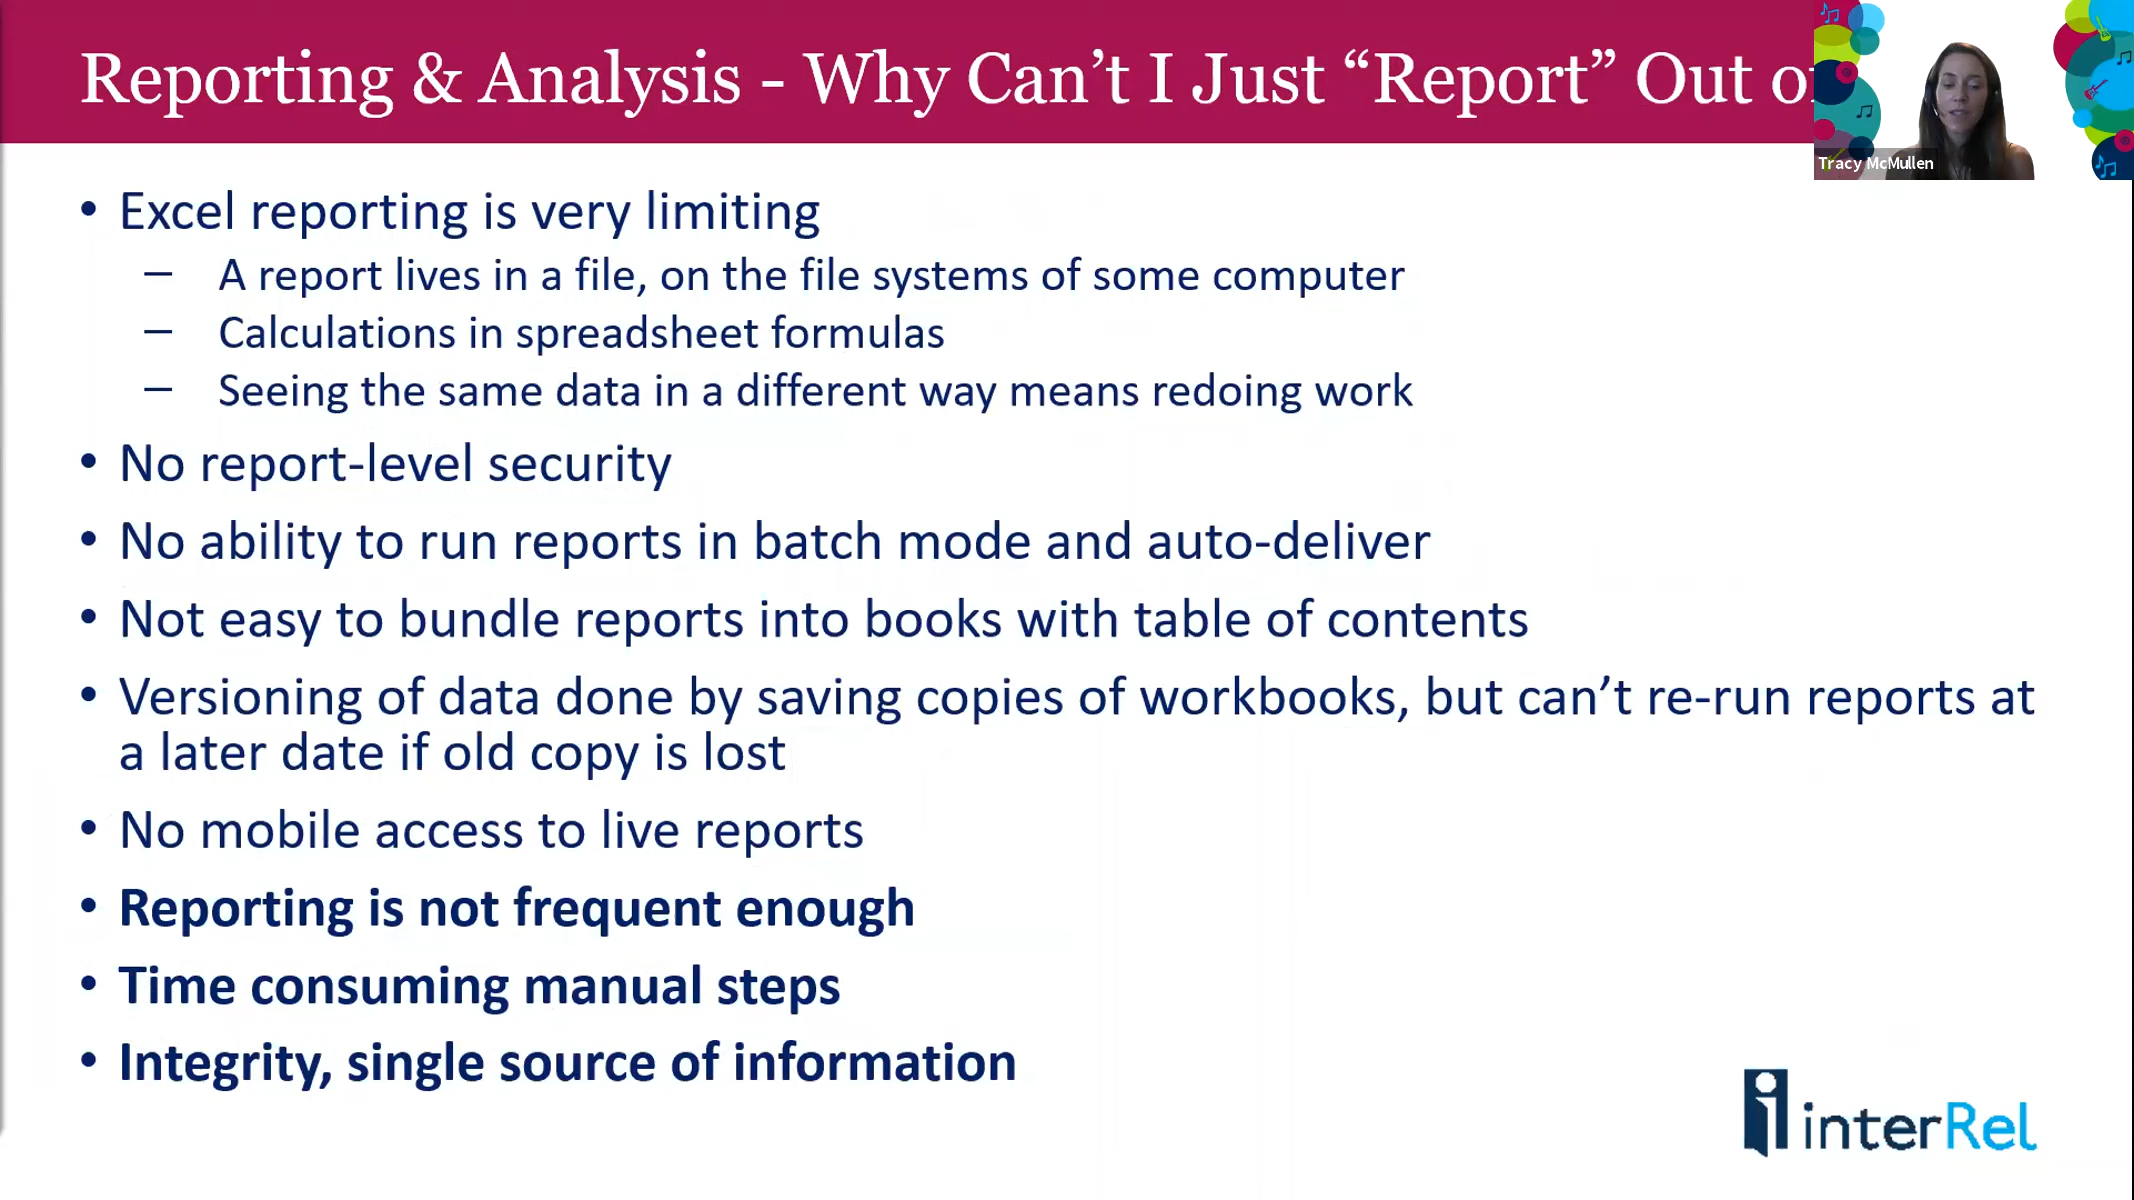 Reporting & Analysis - Why Can’t I Just “Report” Out
Tracy McMullen
• Excel reporting is very limiting
– A report lives in a file, on the file systems of some computer
– Calculations in spreadsheet formulas
– Seeing the same data in a different way means redoing work
• No report-level security
• No ability to run reports in batch mode and auto-deliver
• Not easy to bundle reports into books with table of contents
• Versioning of data done by saving copies of workbooks, but can’t re-run reports at
a later date if old copy is lost
• No mobile access to live reports
• Reporting is not frequent enough
• Time consuming manual steps
• Integrity, single source of information
interRel